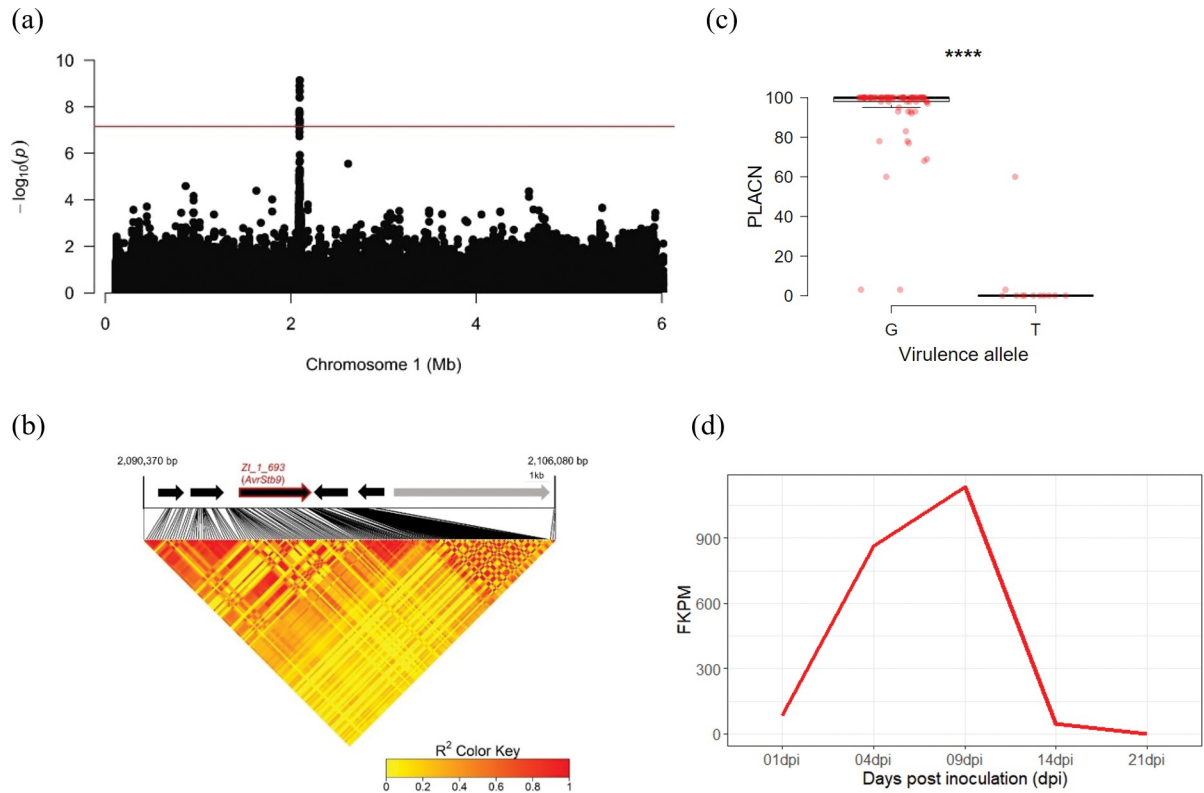 (a)
10
8
6
4
2
0
− log10(p)
0
2
4
6
Chromosome 1 (Mb)
(c)
****
100
80
60
40
20
0
PLACN
G
T
Virulence allele
(b)
2,090,370 bp
Zt_1_693
(AvrStb9)
2,106,080 bp
1kb
R2 Color Key
0
0.2
0.4
0.6
0.8
1
(d)
900
600
300
0
FKPM
01dpi
04dpi
09dpi
14dpi
21dpi
Days post inoculation (dpi)